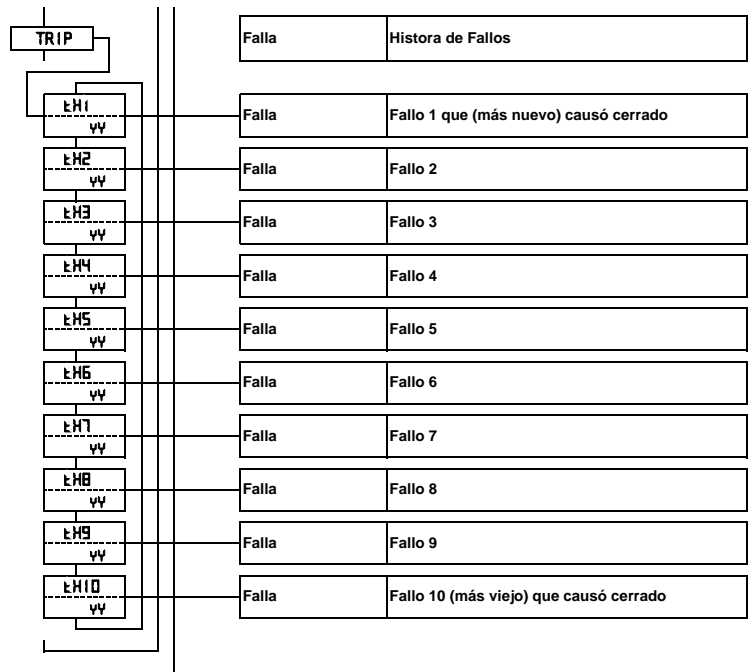 TRIP Falla Histora de Fallos
tH1
YY Falla Fallo 1 que (más nuevo) causó cerrado
tH2
YY Falla Fallo 2
tH3
YY Falla Fallo 3
tH4
YY Falla Fallo 4
tH5
YY Falla Fallo 5
tH6
YY Falla Fallo 6
tH7
YY Falla Fallo 7
tH8
YY Falla Fallo 8
tH9
YY Falla Fallo 9
tH10
YY Falla Fallo 10 (más viejo) que causó cerrado